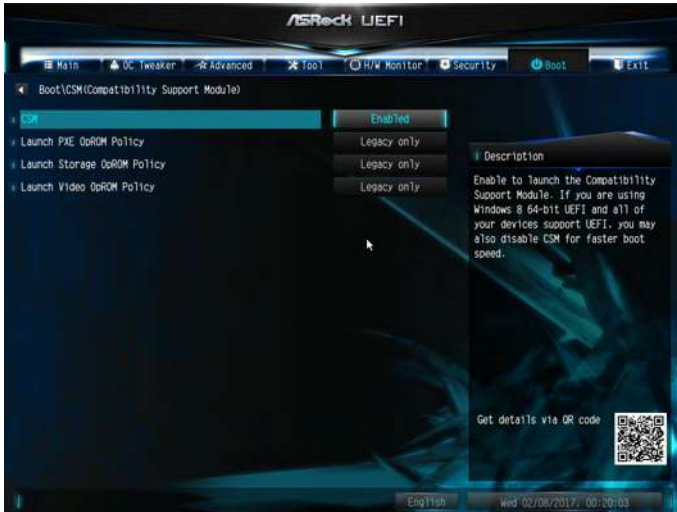 ASRock UEFI
Main OC Tweaker Advanced Tool H/W Monitor Security Boot Exit
Boot\CSM(Compatibility Support Module)
CSM Enabled
Launch PXE OpROM Policy Legacy only
Launch Storage OpROM Policy Legacy only
Launch Video OpROM Policy Legacy only
Description
Enable to launch the Compatibility
Support Module. If you are using
Windows 8 64-bit UEFI and all of
your devices support UEFI. you may
also disable CSM for faster boot
speed.
Get details via QR code
English Wed 02/08/2017. 00:20:03